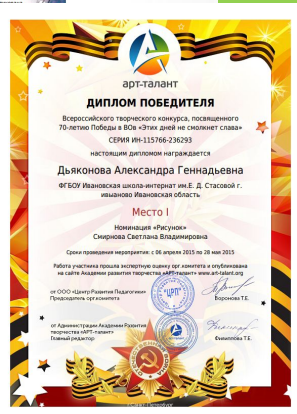 арт-талант
ДИПЛОМ ПОБЕДИТЕЛЯ
Всероссийского творческого конкурса, посвященного
70-летию Победы в ВОв «Этих дней не смолкнет слава»
СЕРИЯ ИН-115766-236293
настоящим дипломом награждается
Дьяконова Александра Геннадьевна
ФГБОУ Ивановская школа-интернат им.Е. Д. Стасовой г.
ивыаново Ивановская область
Место I
Номинация «Рисунок»
Смирнова Светлана Владимировна
Сроки проведения мероприятия: с 06 апреля 2015 по 28 мая 2015
Работа участника прошла экспертную оценку орг.комитета и опубликована
на сайте Академии развития творчества «АРТ-талант» www.art-talant.org
от ООО «Центр Развития Педагогики»
Председатель орг.комитета
"ЦРП"
Воронова Т.Е.
от Администрации Академии Развития
творчества «АРТ-талант»
Главный редактор
Филиппова Т.Е.